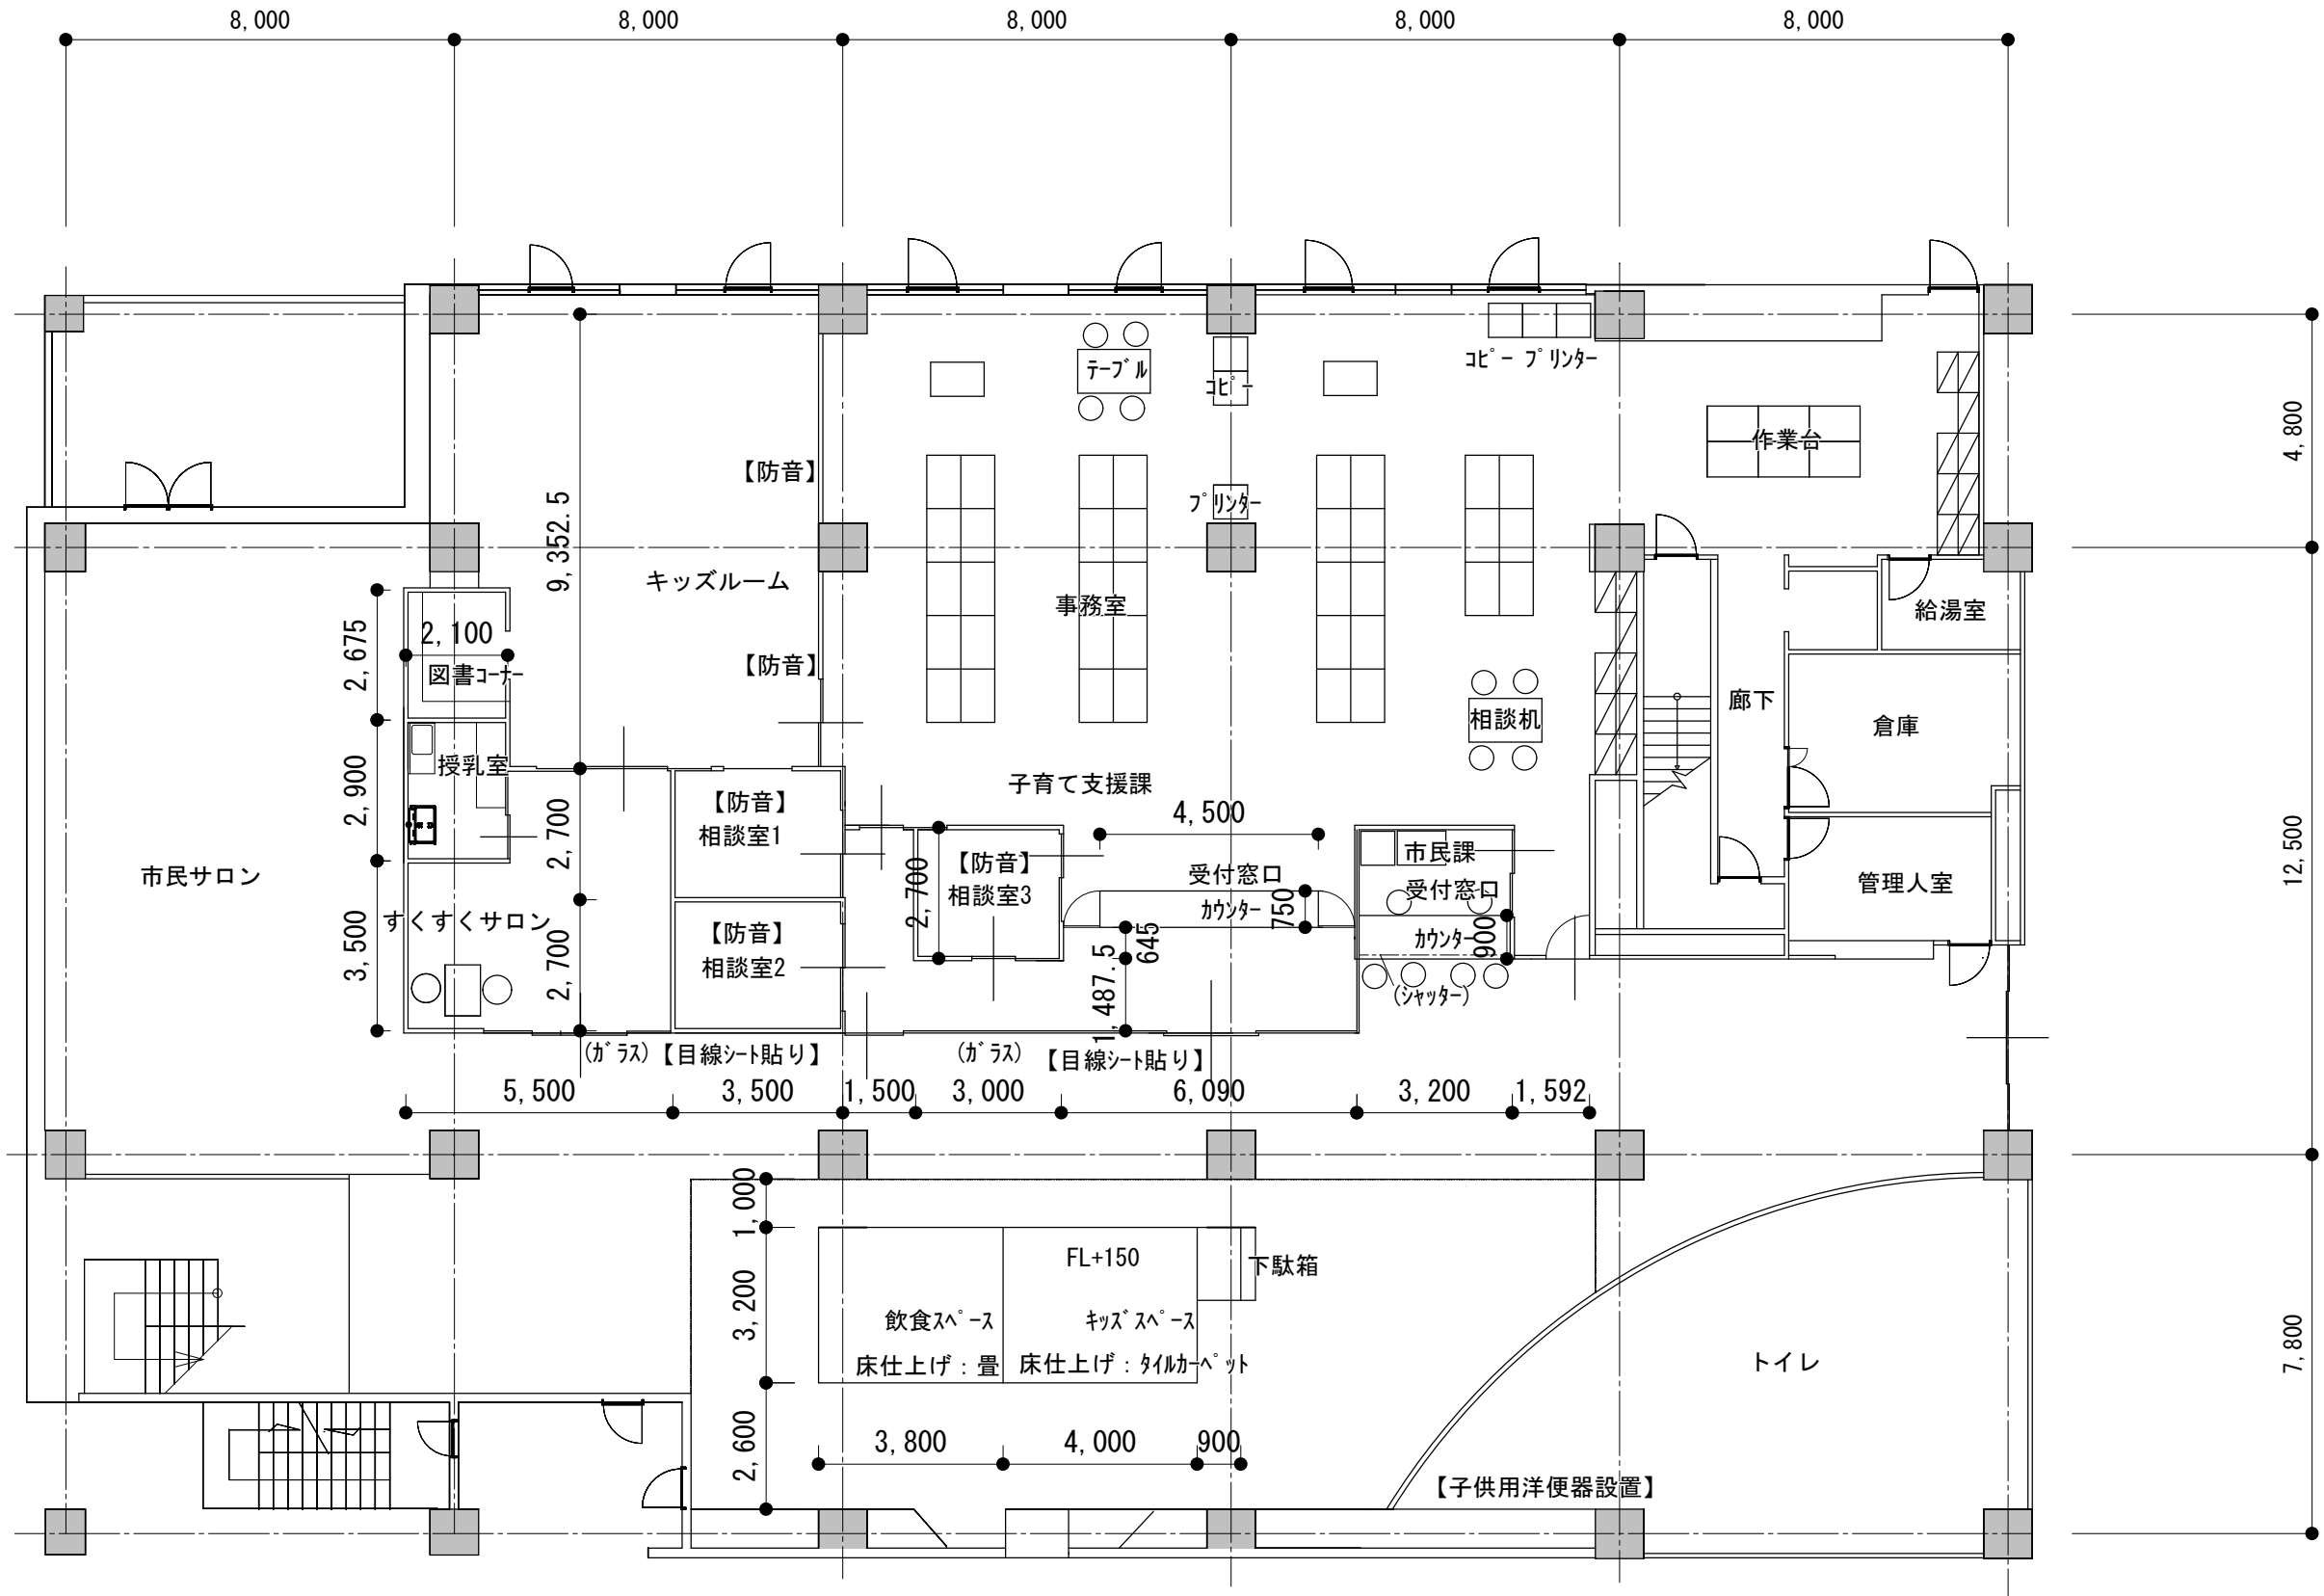 8,000
8,000
8,000
8,000
8,000
コピー プリンター
テーブル
コピー
4,800
作業台
【防音】
プリンター
9,352.5
キッズルーム
事務室
給湯室
2,675
2,100
図書コーナー
【防音】
廊下
相談机
倉庫
授乳室
2,900
子育て支援課
【防音】
相談室1
2,700
4,500
12,500
市民課
受付窓口
【防音】
相談室3
2,700
受付窓口
カウンター
750
645
市民サロン
管理人室
すくすくサロン
3,500
【防音】
相談室2
2,700
カウンター
900
(シャッター)
1,487.5
(ガラス)【目線シート貼り】
(ガラス)
【目線シート貼り】
5,500
3,500
1,500
3,000
6,090
3,200
1,592
1,000
FL+150
下駄箱
3,200
飲食スペース
キッズスペース
床仕上げ：畳
床仕上げ：タイルカーペット
トイレ
7,800
2,600
3,800
4,000
900
【子供用洋便器設置】